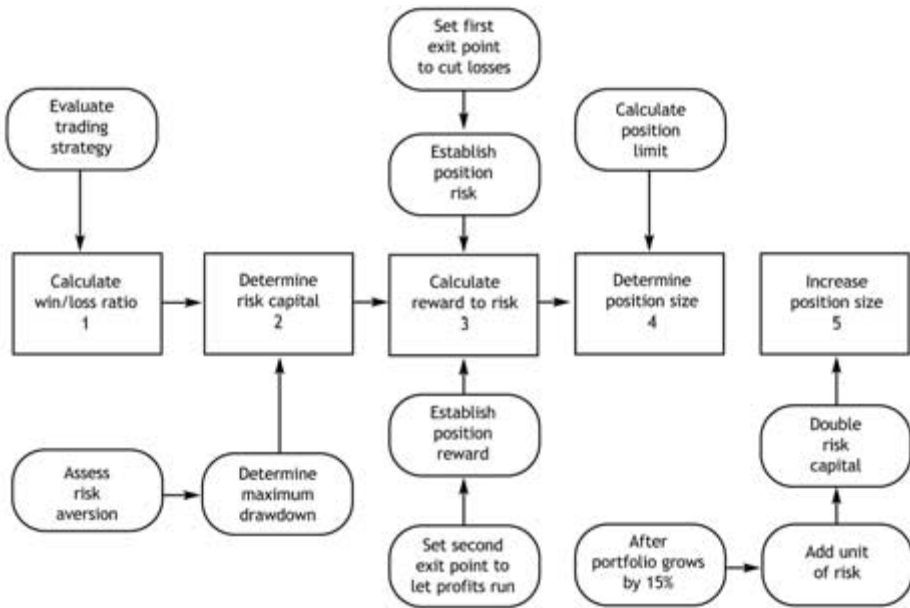 Set first
exit point
to cut losses
Evaluate
trading
strategy
Calculate
position
limit
Establish
position
risk
Calculate
win/loss ratio
1
Determine
risk capital
2
Calculate
reward to risk
3
Determine
position size
4
Increase
position size
5
Establish
position
reward
Double
risk
capital
Assess
risk
aversion
Determine
maximum
drawdown
Set second
exit point to
let profits run
After
portfolio grows
by 15%
Add unit
of risk